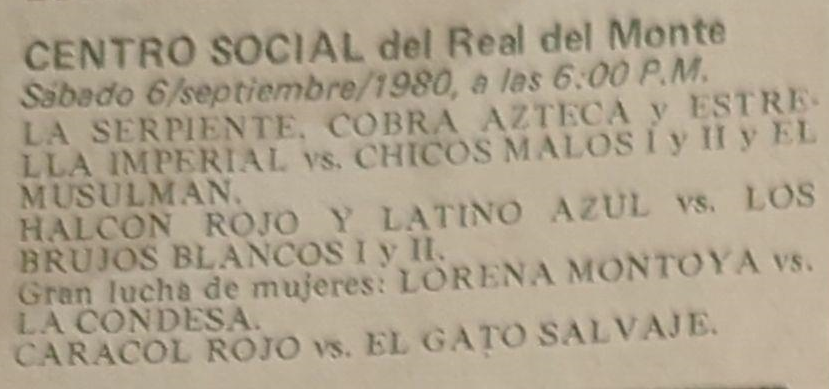 CENTRO SOCIAL del Real del Monte
Sábado 6/septiembre/1980, a las 6:00 P.M.
LA SERPIENTE, COBRA AZTECA y ESTRE-
LLA IMPERIAL vs. CHICOS MALOS I y II y EL
MUSULMAN.
HALCON ROJO Y LATINO AZUL vs. LOS
BRUJOS BLANCOS I y II.
Gran lucha de mujeres: LORENA MONTOYA vs.
LA CONDESA.
CARACOL ROJO vs. EL GATO SALVAJE.